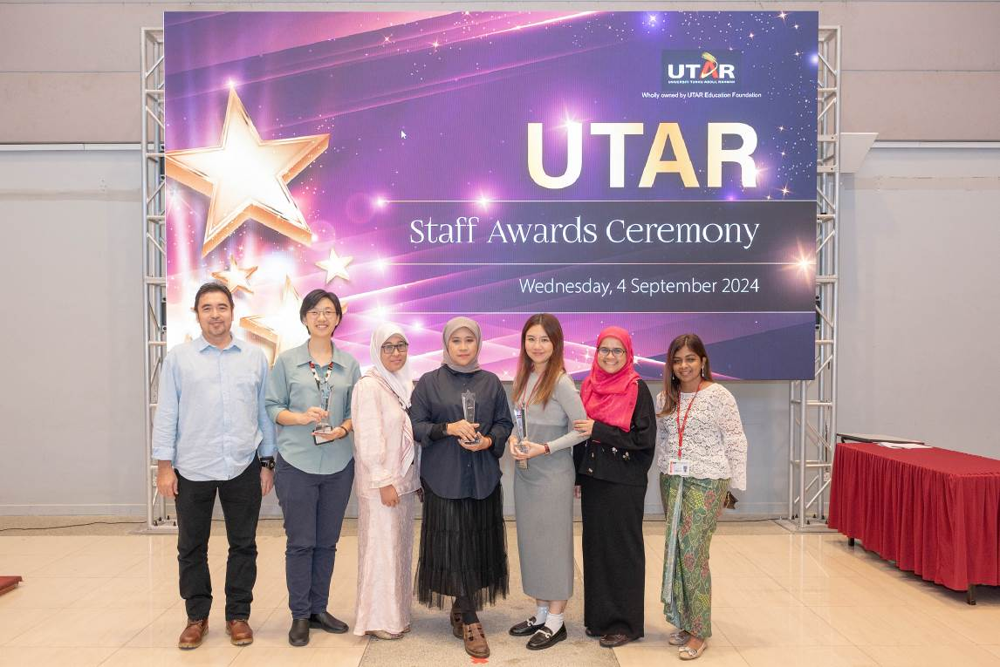 UTAR
UNIVERSITI TUNKU ABDUL RAHMAN
Wholly owned by UTAR Education Foundation
UTAR
Staff Awards Ceremony
Wednesday, 4 September 2024